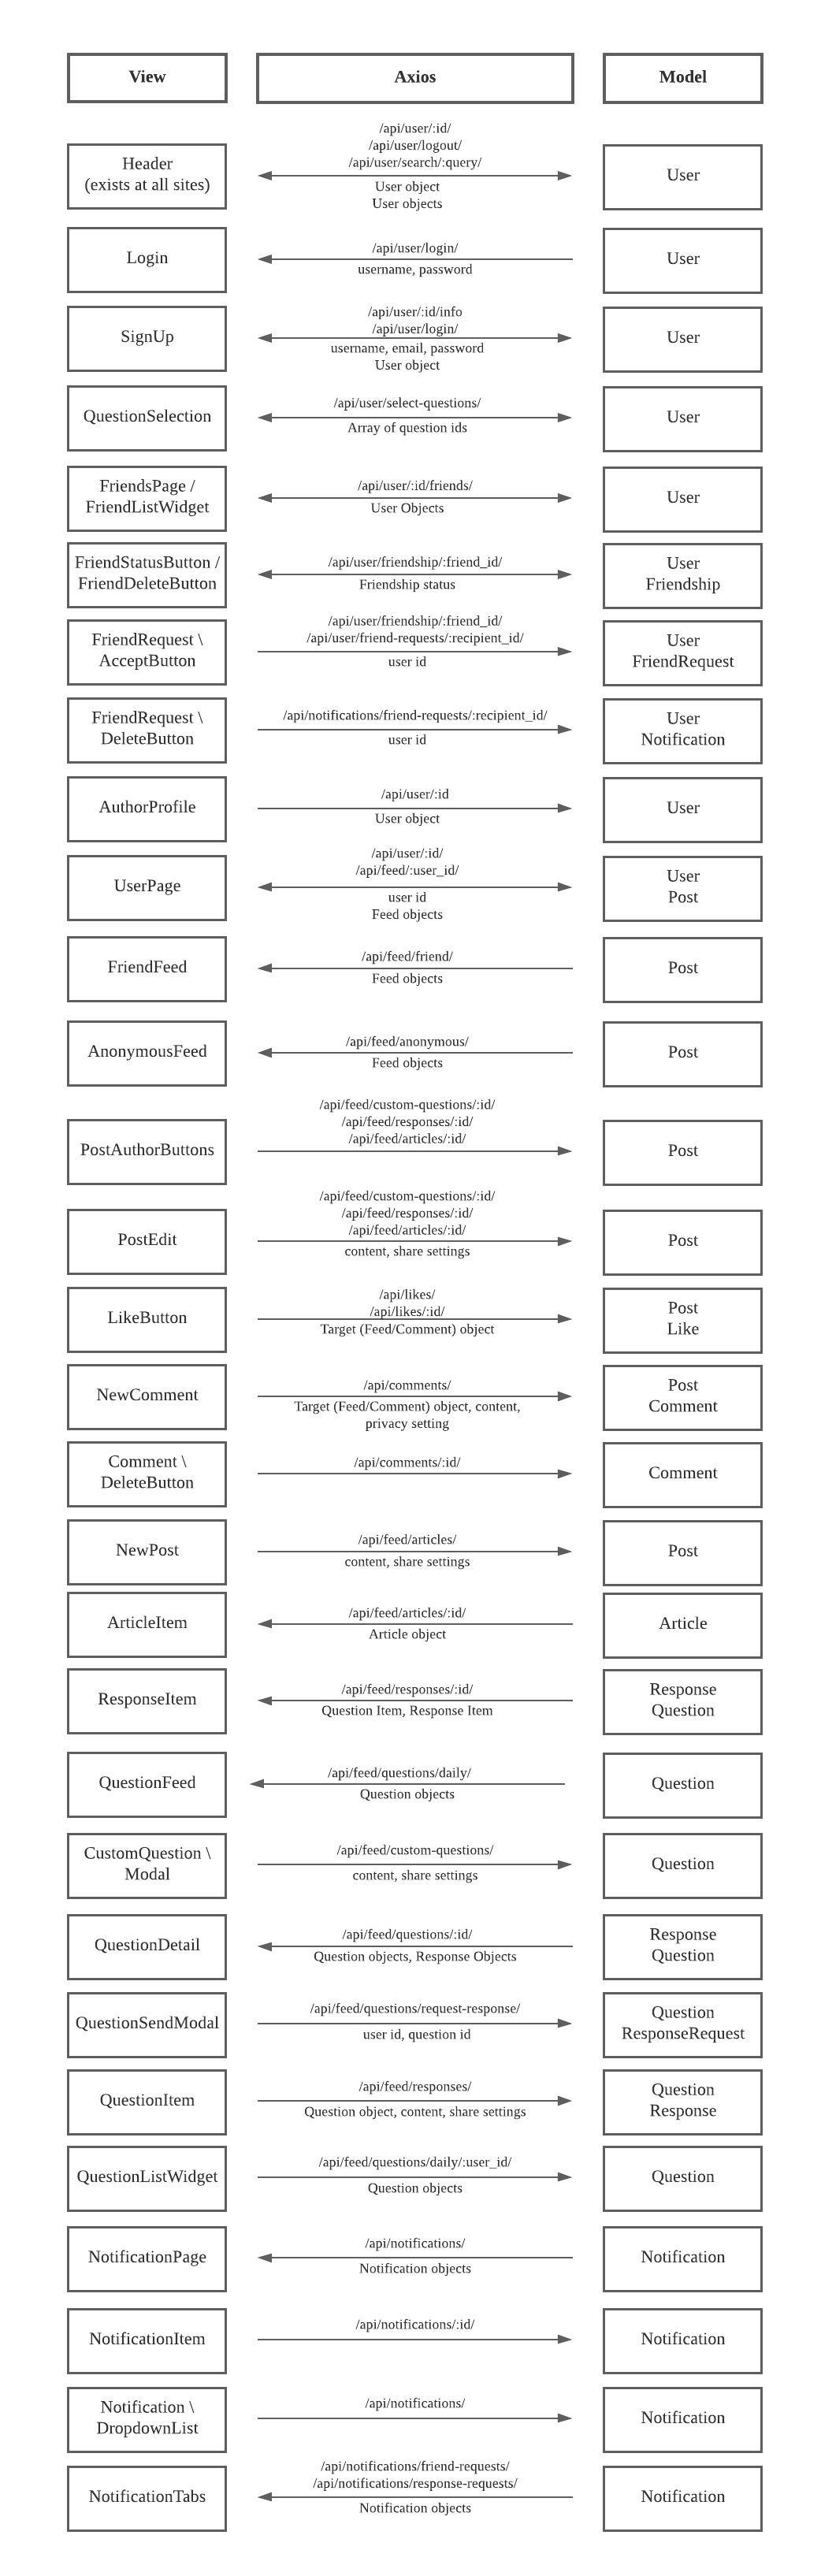 View
Axios
Model
Header
(exists at all sites)
/api/user/:id/
/api/user/logout/
/api/user/search/:query/
User object
User objects
User
Login
/api/user/login/
username, password
User
SignUp
/api/user/:id/info
/api/user/login/
username, email, password
User object
User
QuestionSelection
/api/user/select-questions/
Array of question ids
User
FriendsPage /
FriendListWidget
/api/user/:id/friends/
User Objects
User
FriendStatusButton /
FriendDeleteButton
/api/user/friendship/:friend_id/
Friendship status
User
Friendship
FriendRequest \
AcceptButton
/api/user/friendship/:friend_id/
/api/user/friend-requests/:recipient_id/
user id
User
FriendRequest
FriendRequest \
DeleteButton
/api/notifications/friend-requests/:recipient_id/
user id
User
Notification
AuthorProfile
/api/user/:id
User object
User
UserPage
/api/user/:id/
/api/feed/:user_id/
user id
Feed objects
User
Post
FriendFeed
/api/feed/friend/
Feed objects
Post
AnonymousFeed
/api/feed/anonymous/
Feed objects
Post
PostAuthorButtons
/api/feed/custom-questions/:id/
/api/feed/responses/:id/
/api/feed/articles/:id/
Post
PostEdit
/api/feed/custom-questions/:id/
/api/feed/responses/:id/
/api/feed/articles/:id/
content, share settings
Post
LikeButton
/api/likes/
/api/likes/:id/
Target (Feed/Comment) object
Post
Like
NewComment
/api/comments/
Target (Feed/Comment) object, content,
privacy setting
Post
Comment
Comment \
DeleteButton
/api/comments/:id/
Comment
NewPost
/api/feed/articles/
content, share settings
Post
ArticleItem
/api/feed/articles/:id/
Article object
Article
ResponseItem
/api/feed/responses/:id/
Question Item, Response Item
Response
Question
QuestionFeed
/api/feed/questions/daily/
Question objects
Question
CustomQuestion \
Modal
/api/feed/custom-questions/
content, share settings
Question
QuestionDetail
/api/feed/questions/:id/
Question objects, Response Objects
Response
Question
QuestionSendModal
/api/feed/questions/request-response/
user id, question id
Question
ResponseRequest
QuestionItem
/api/feed/responses/
Question object, content, share settings
Question
Response
QuestionListWidget
/api/feed/questions/daily/:user_id/
Question objects
Question
NotificationPage
/api/notifications/
Notification objects
Notification
NotificationItem
/api/notifications/:id/
Notification
Notification \
DropdownList
/api/notifications/
Notification
NotificationTabs
/api/notifications/friend-requests/
/api/notifications/response-requests/
Notification objects
Notification